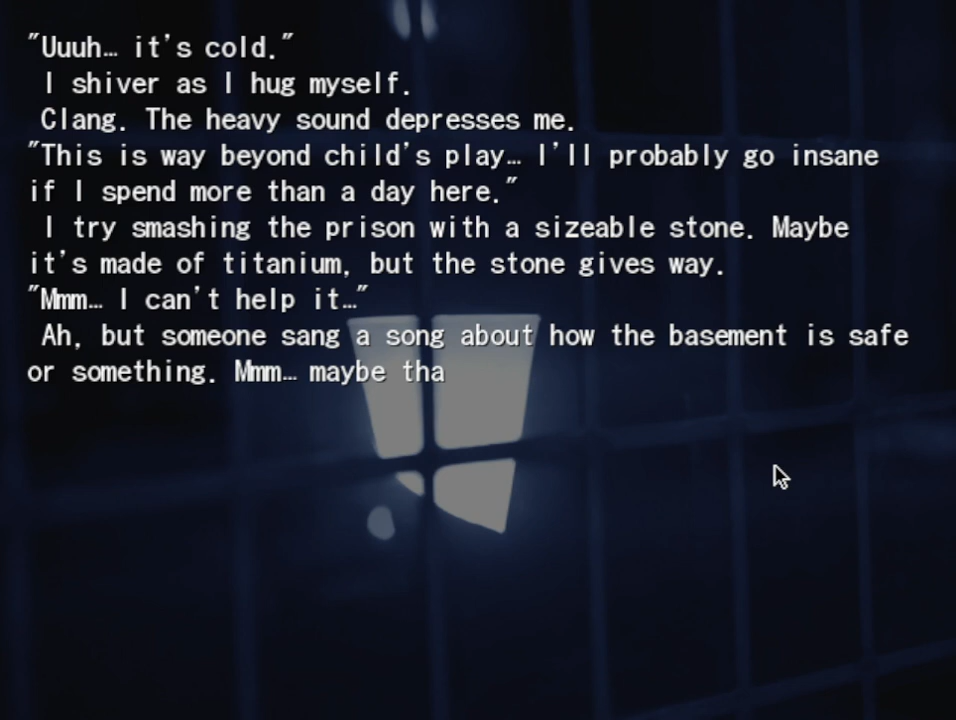 "Uuuh… it's cold."
I shiver as I hug myself.
Clang. The heavy sound depresses me.
"This is way beyond child's play… I'll probably go insane
if I spend more than a day here."
I try smashing the prison with a sizeable stone. Maybe
it's made of titanium, but the stone gives way.
"Mmm… I can't help it…"
Ah, but someone sang a song about how the basement is safe
or something. Mmm… maybe tha